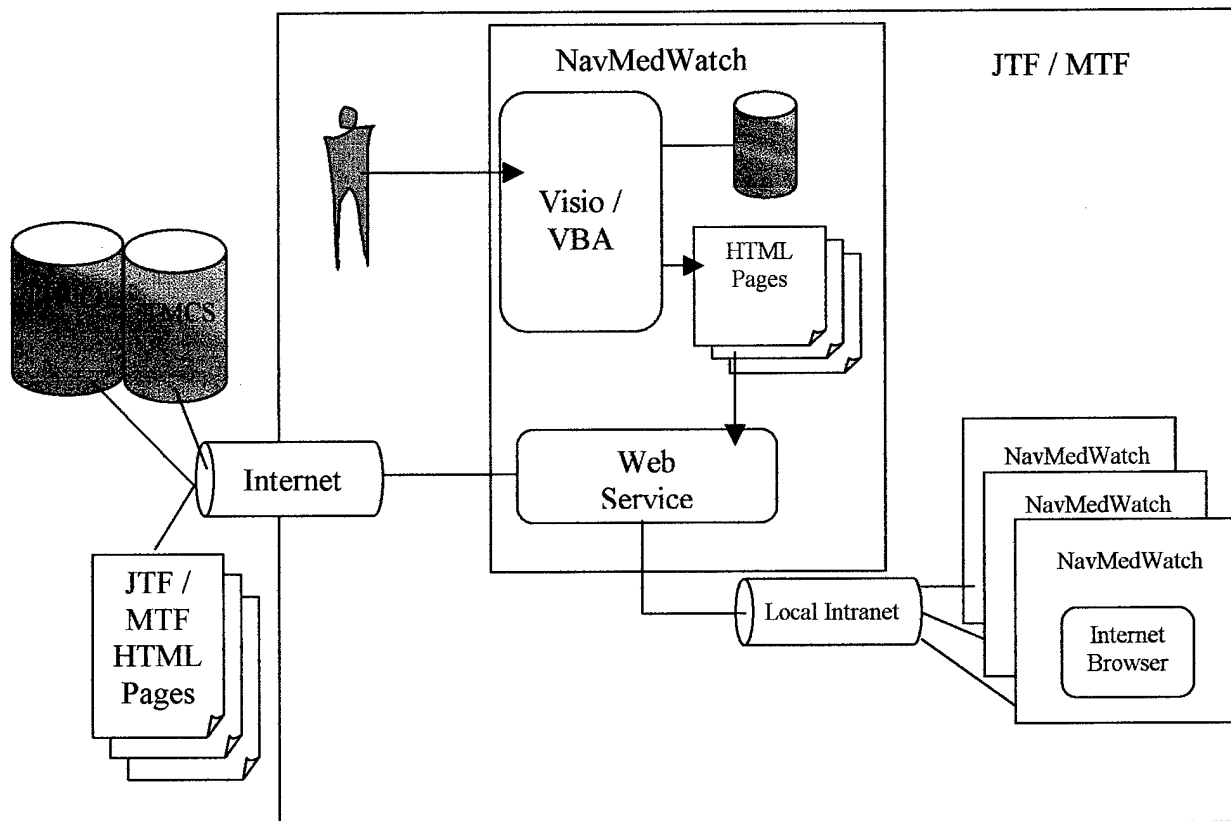 NavMedWatch
JTF / MTF
Visio /
VBA
HTML
Pages
TMCS
Internet
Web
Service
JTF /
MTF
HTML
Pages
Local Intranet
NavMedWatch
NavMedWatch
NavMedWatch
Internet
Browser